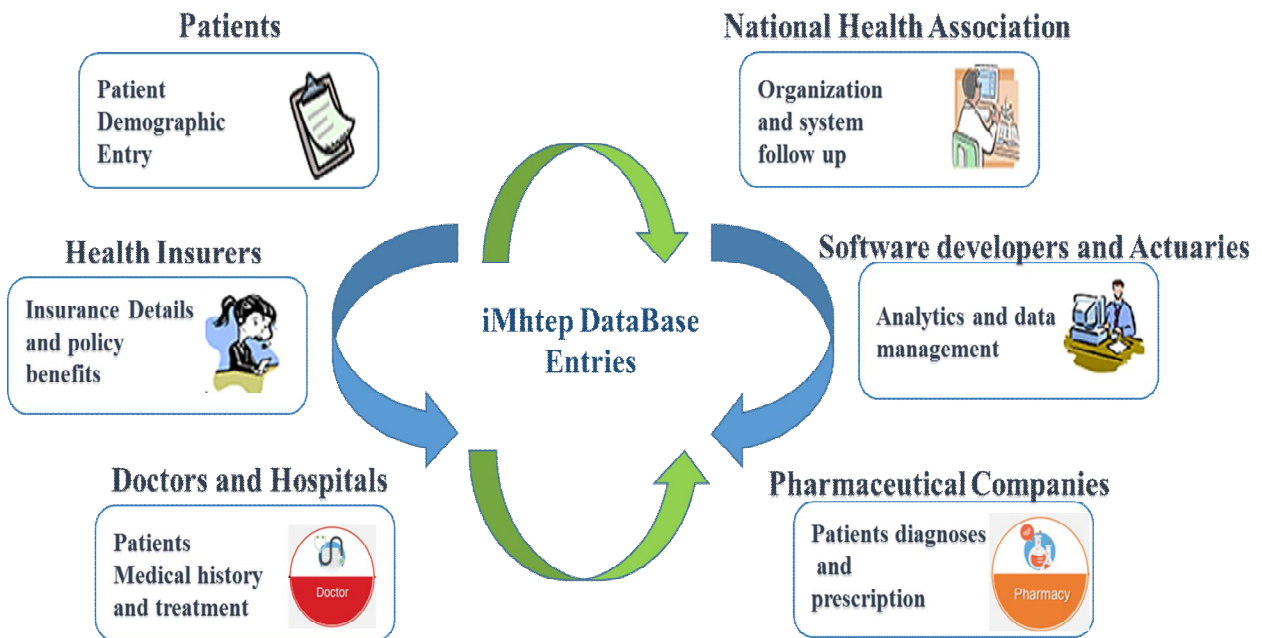 Patients
Patient
Demographic
Entry
National Health Association
Organization
and system
follow up
Health Insurers
Insurance Details
and policy
benefits
iMhtep DataBase
Entries
Software developers and Actuaries
Analytics and data
management
Doctors and Hospitals
Patients
Medical history
and treatment
Doctor
Pharmaceutical Companies
Patients diagnoses
and
prescription
Pharmacy